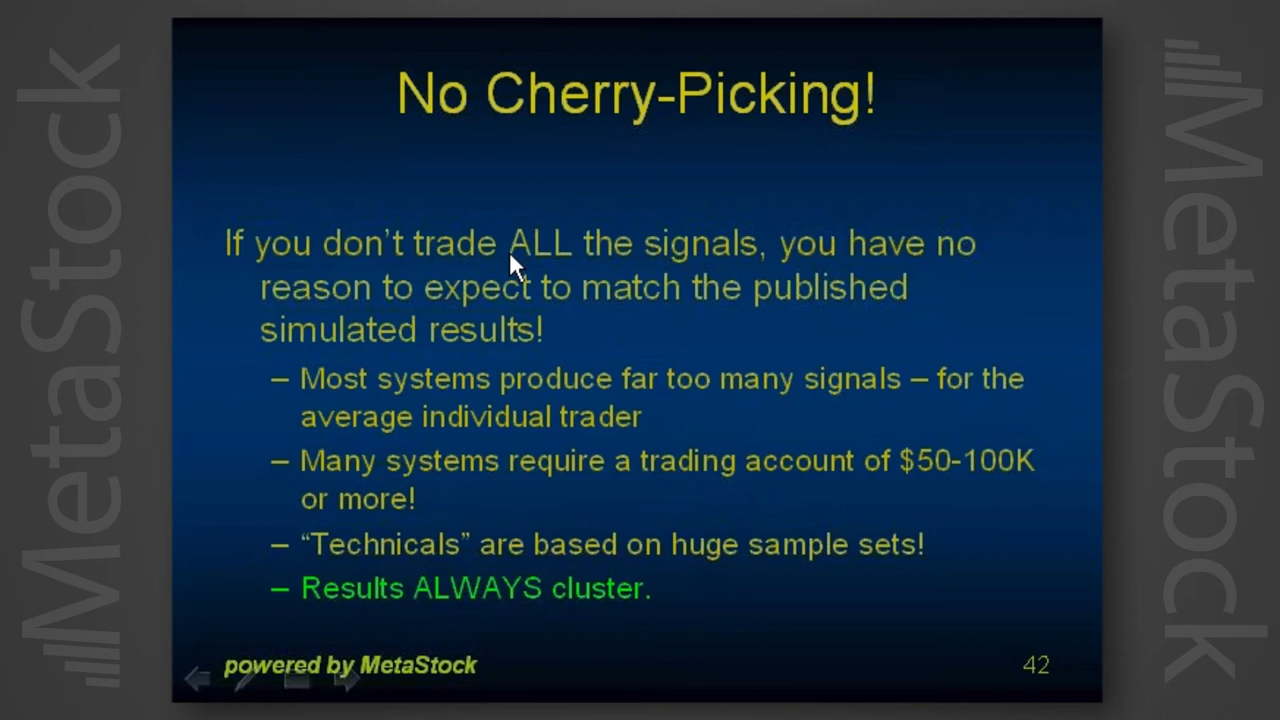 No Cherry-Picking!
If you don't trade ALL the signals, you have no
reason to expect to match the published
simulated results!
– Most systems produce far too many signals – for the
average individual trader
– Many systems require a trading account of $50-100K
or more!
– “Technicals” are based on huge sample sets!
– Results ALWAYS cluster.
powered by MetaStock
42
MetaStock
MetaStock